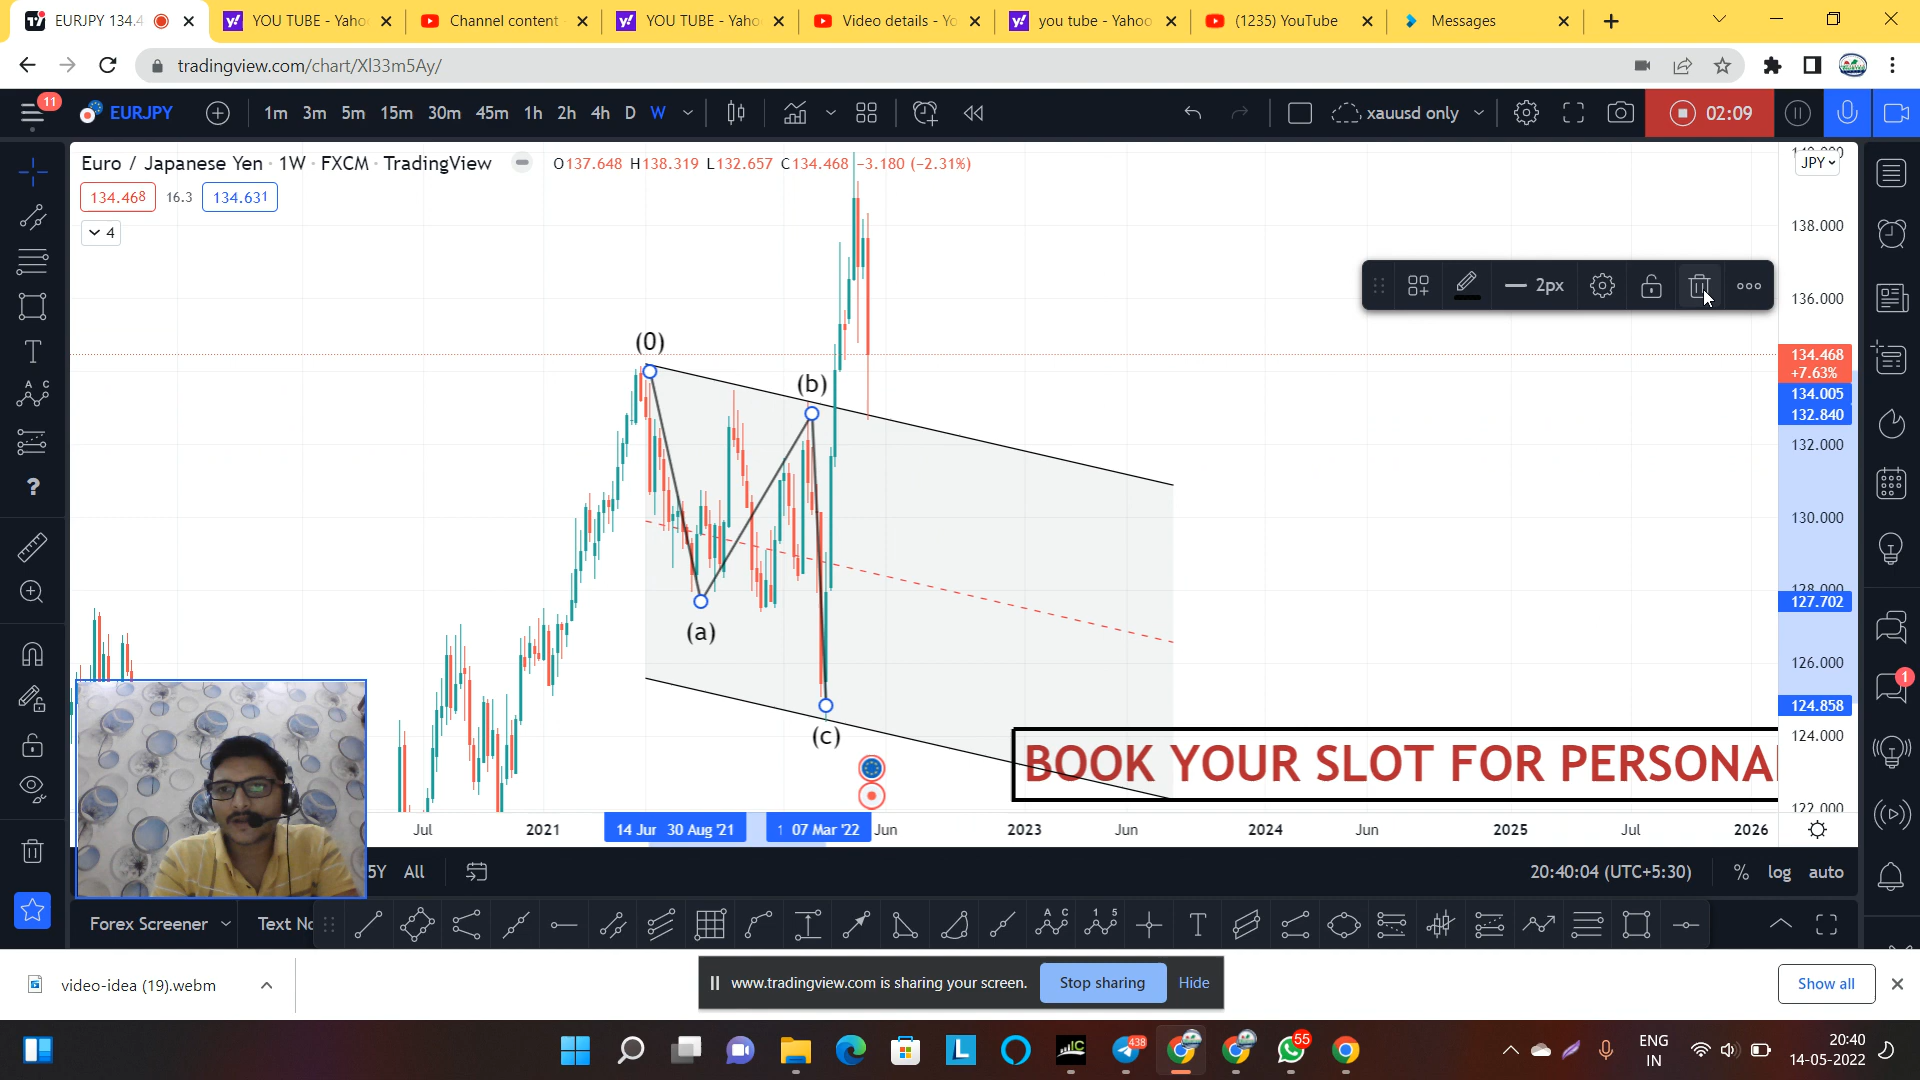 EURJPY 134.4
YOU TUBE - Yaho
Channel content
YOU TUBE - Yaho
Video details - Yo
you tube - Yahoo
(1235) YouTube
Messages
tradingview.com/chart/Xl33m5Ay/
11
EURJPY
1m 3m 5m 15m 30m 45m 1h 2h 4h D W
xauusd only
02:09
Euro / Japanese Yen · 1W · FXCM · TradingView
O137.648 H138.319 L132.657 C134.468 −3.180 (−2.31%)
JPY
134.468 16.3 134.631
4
138.000
136.000
2px
134.468
+7.63%
134.005
132.840
132.000
130.000
128.000
127.702
126.000
124.858
124.000
122.000
(0)
(b)
(a)
(c)
BOOK YOUR SLOT FOR PERSONA
Jul 2021 14 Jun 30 Aug '21 07 Mar '22 Jun 2023 Jun 2024 Jun 2025 Jul 2026
5Y All
20:40:04 (UTC+5:30) % log auto
1
Forex Screener
Text No
video-idea (19).webm
www.tradingview.com is sharing your screen.
Stop sharing
Hide
Show all
438
55
ENG
IN
20:40
14-05-2022